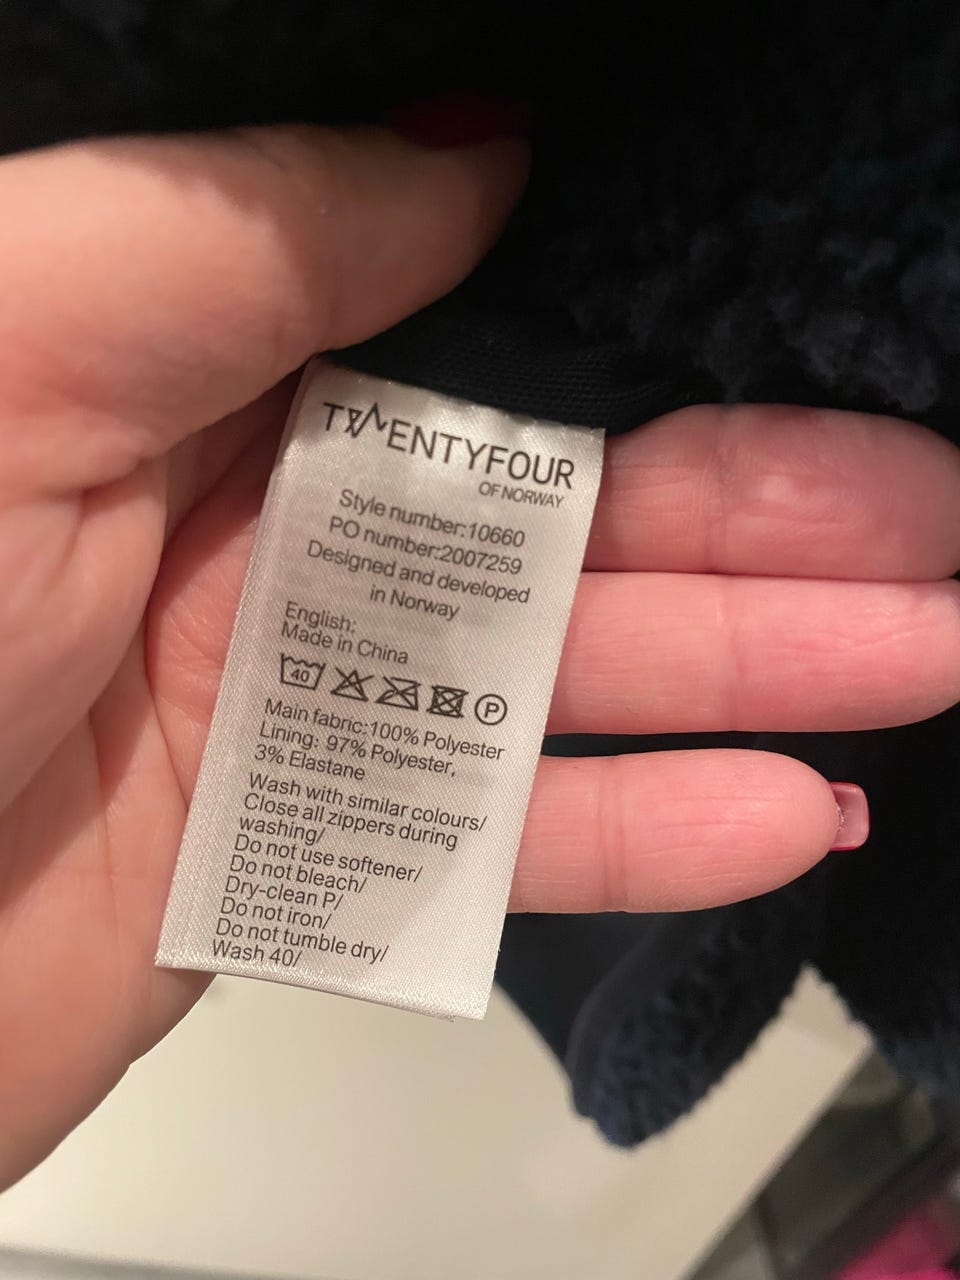 TWENTYFOUR
OF NORWAY
Style number:10660
PO number:2007259
Designed and developed
in Norway
English:
Made in China
40 P
Main fabric:100% Polyester
Lining: 97% Polyester,
3% Elastane
Wash with similar colours/
Close all zippers during
washing/
Do not use softener/
Do not bleach/
Dry-clean P/
Do not iron/
Do not tumble dry/
Wash 40/